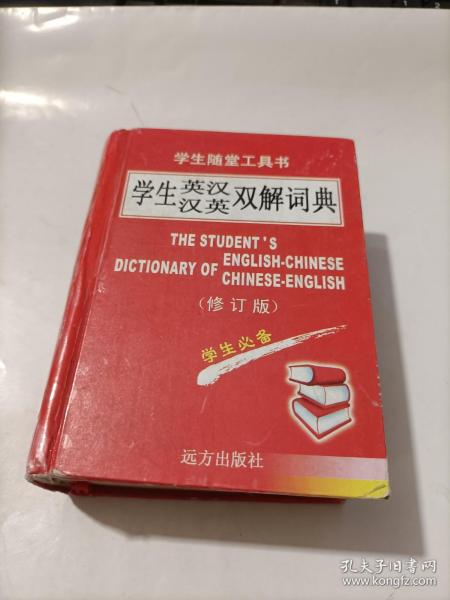 学生随堂工具书
学生英汉汉英双解词典
THE STUDENT'S
DICTIONARY OF ENGLISH-CHINESE
CHINESE-ENGLISH
（修订版）
学生必备
远方出版社
孔夫子旧书网
www.kongfz.com